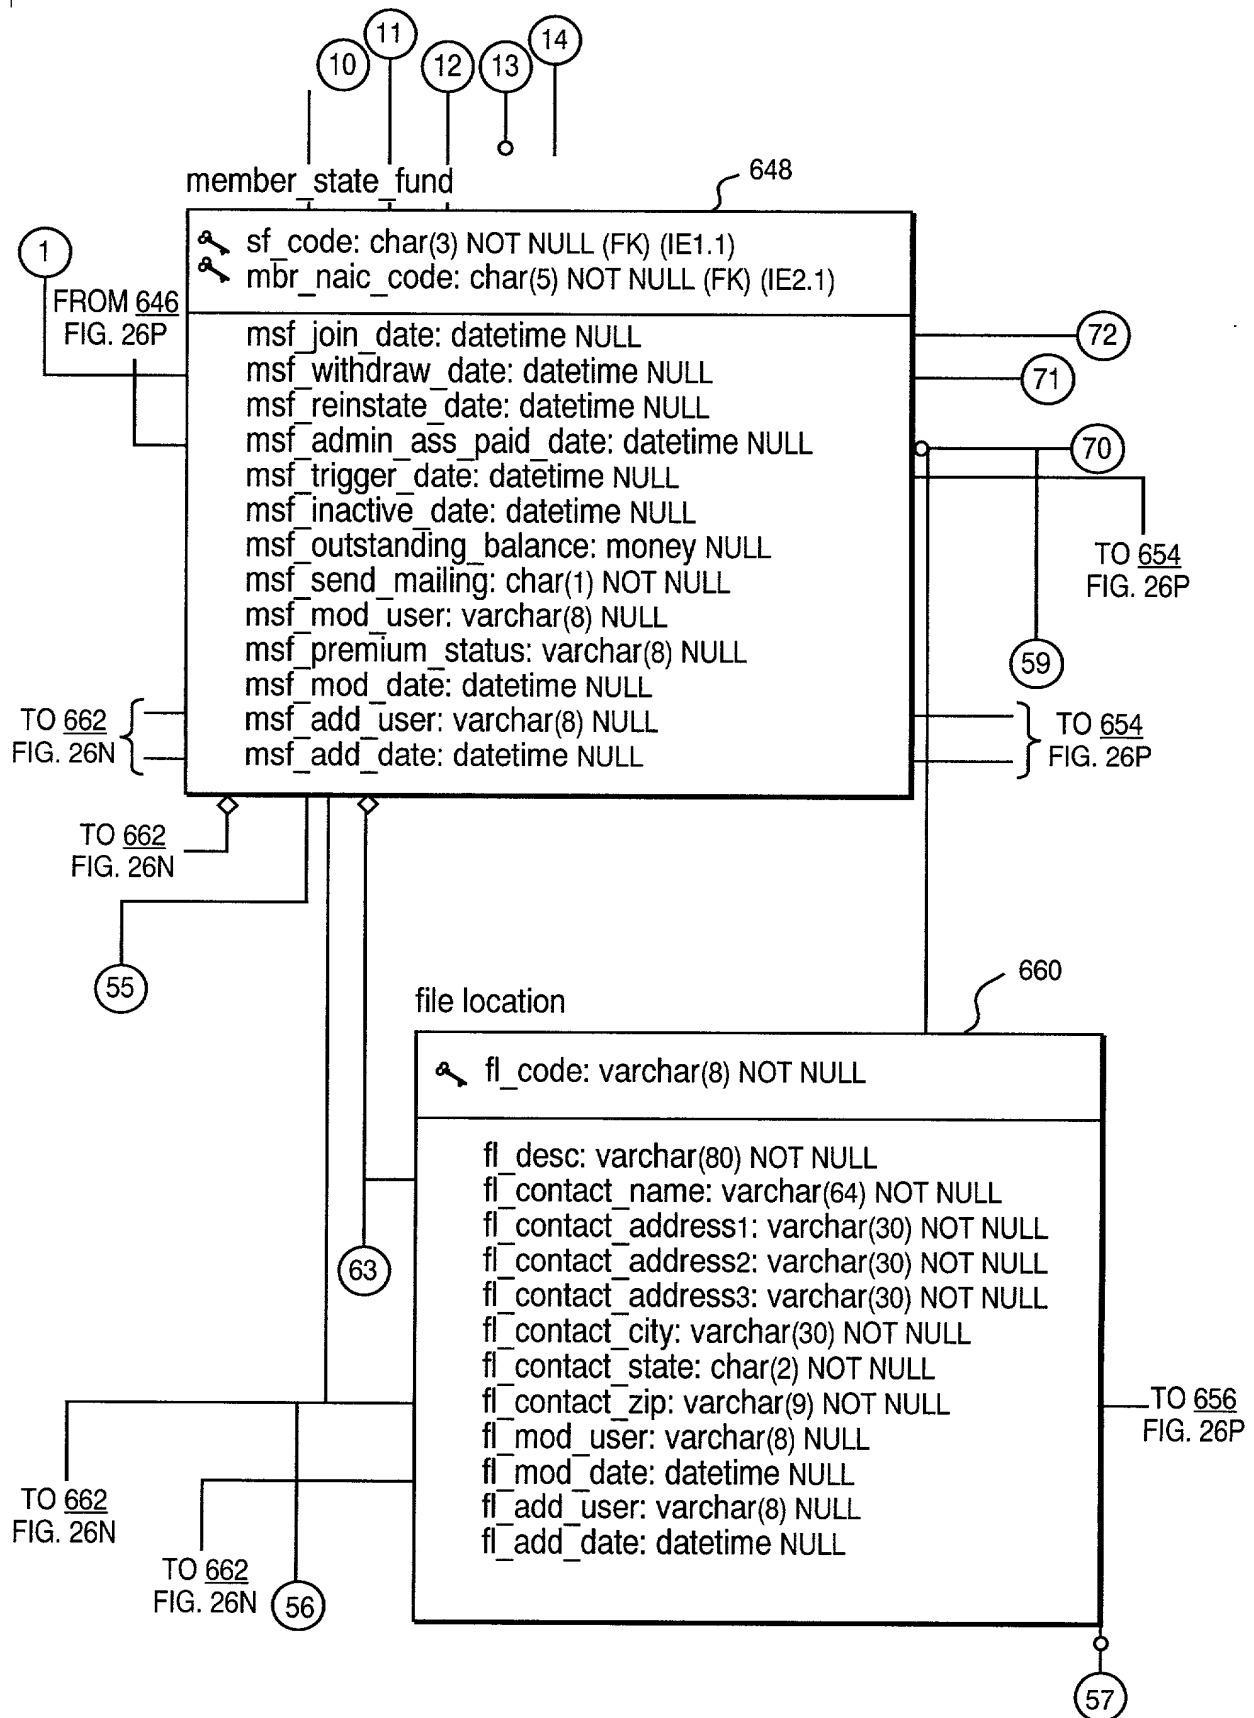 11
14
10
12
13
648
member_state_fund
sf_code: char(3) NOT NULL (FK) (IE1.1)
mbr_naic_code: char(5) NOT NULL (FK) (IE2.1)
1
FROM 646
FIG. 26P
msf_join_date: datetime NULL
msf_withdraw_date: datetime NULL
msf_reinstate_date: datetime NULL
msf_admin_ass_paid_date: datetime NULL
msf_trigger_date: datetime NULL
msf_inactive_date: datetime NULL
msf_outstanding_balance: money NULL
msf_send_mailing: char(1) NOT NULL
msf_mod_user: varchar(8) NULL
msf_premium_status: varchar(8) NULL
msf_mod_date: datetime NULL
msf_add_user: varchar(8) NULL
msf_add_date: datetime NULL
72
71
70
TO 654
FIG. 26P
59
TO 662
FIG. 26N
TO 654
FIG. 26P
TO 662
FIG. 26N
55
660
file location
fl_code: varchar(8) NOT NULL
fl_desc: varchar(80) NOT NULL
fl_contact_name: varchar(64) NOT NULL
fl_contact_address1: varchar(30) NOT NULL
fl_contact_address2: varchar(30) NOT NULL
fl_contact_address3: varchar(30) NOT NULL
fl_contact_city: varchar(30) NOT NULL
fl_contact_state: char(2) NOT NULL
fl_contact_zip: varchar(9) NOT NULL
fl_mod_user: varchar(8) NULL
fl_mod_date: datetime NULL
fl_add_user: varchar(8) NULL
fl_add_date: datetime NULL
63
TO 656
FIG. 26P
TO 662
FIG. 26N
TO 662
FIG. 26N
56
57